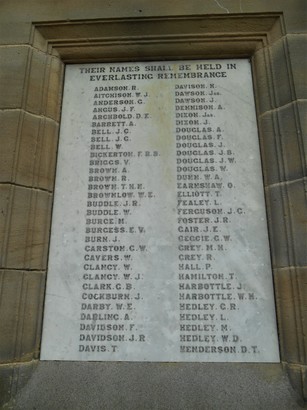 THEIR NAMES SHALL BE HELD IN
EVERLASTING REMEMBRANCE
ADAMSON. R.
AITCHISON. W. J.
ANDERSON. G.
ANGUS. J. F.
ARCHBOLD. D. E.
BARRETT. A.
BELL. J. C.
BELL. J. C.
BELL. W.
BICKERTON. F. R. B.
BRIGGS. V.
BROWN. A.
BROWN. R.
BROWN. T. H. R.
BROWNLOW. W. E.
BUDDLE. J. R.
BUDDLE. W.
BURGE. M.
BURGESS. E. V.
BURN. J.
CARSTON. G. W.
CAVERS. W.
CLANCY. W.
CLANCY. W. J.
CLARK. G. B.
COCKBURN. J.
DARBY. W. E.
DARLING. A.
DAVIDSON. F.
DAVIDSON. J. R.
DAVIS. T.
DAVISON. H.
DAWSON. Jas.
DAWSON. J.
DENNISON. A.
DIXON. Jas.
DIXON. J.
DOUGLAS. A.
DOUGLAS. F.
DOUGLAS. J.
DOUGLAS. J. B.
DOUGLAS. J. W.
DOUGLAS. W.
DUNN. W. A.
EARNSHAW. O.
ELLIOTT. T.
FEALEY. L.
FERGUSON. J. C.
FOSTER. J. R.
GAIR. J. E.
GEGGIE. G. W.
GREY. M. H.
GREY. R.
HALL. P.
HAMILTON. T.
HARBOTTLE. J.
HARBOTTLE. W. H.
HEDLEY. C. R.
HEDLEY. L.
HEDLEY. M.
HEDLEY. W. D.
HENDERSON. D. T.